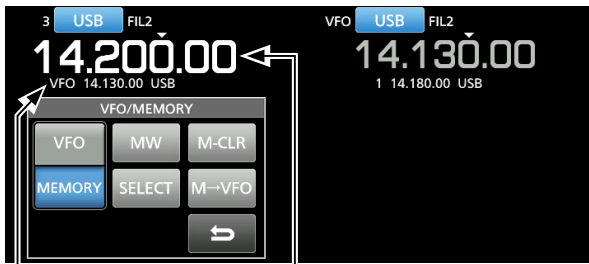 3 USB FIL2
14.200.00
VFO 14.130.00 USB
VFO/MEMORY
VFO MW M-CLR
MEMORY SELECT M→VFO
VFO USB FIL2
14.130.00
1 14.180.00 USB